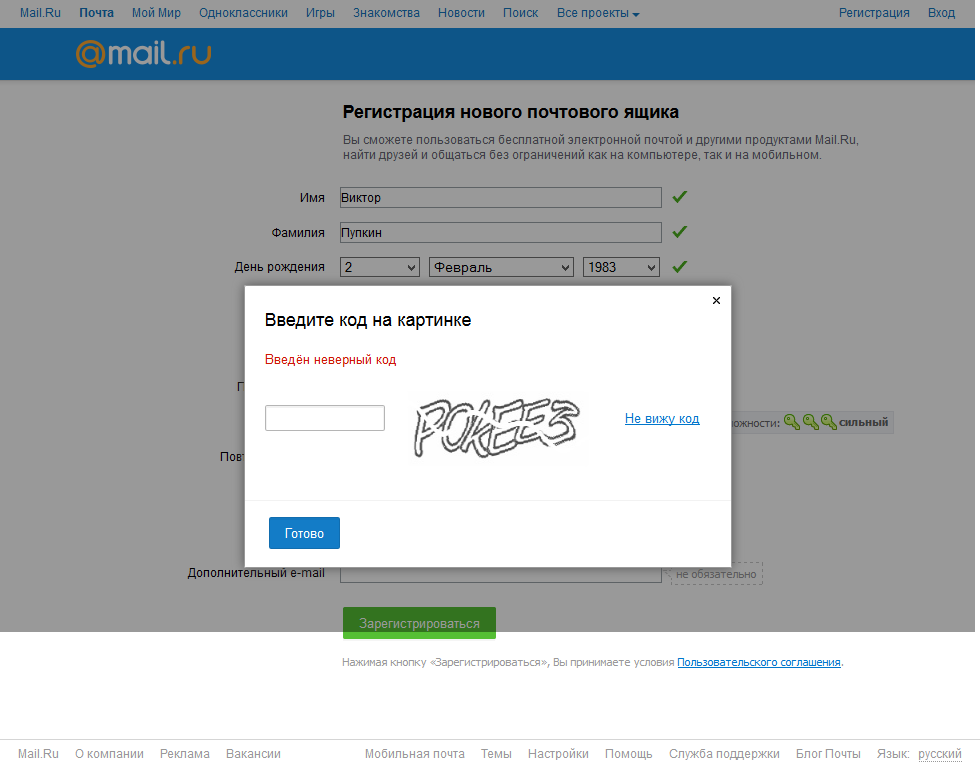 Mail.Ru Почта Мой Мир Одноклассники Игры Знакомства Новости Поиск Все проекты Регистрация Вход
@mail.ru
Регистрация нового почтового ящика
Вы сможете пользоваться бесплатной электронной почтой и другими продуктами Mail.Ru,
найти друзей и общаться без ограничений как на компьютере, так и на мобильном.
Имя Виктор
Фамилия Пупкин
День рождения 2 Февраль 1983
Введите код на картинке
Введён неверный код
Не вижу код
сильный
Готово
Дополнительный e-mail не обязательно
Зарегистрироваться
Нажимая кнопку «Зарегистрироваться», Вы принимаете условия Пользовательского соглашения.
Mail.Ru О компании Реклама Вакансии Мобильная почта Темы Настройки Помощь Служба поддержки Блог Почты Язык: русский